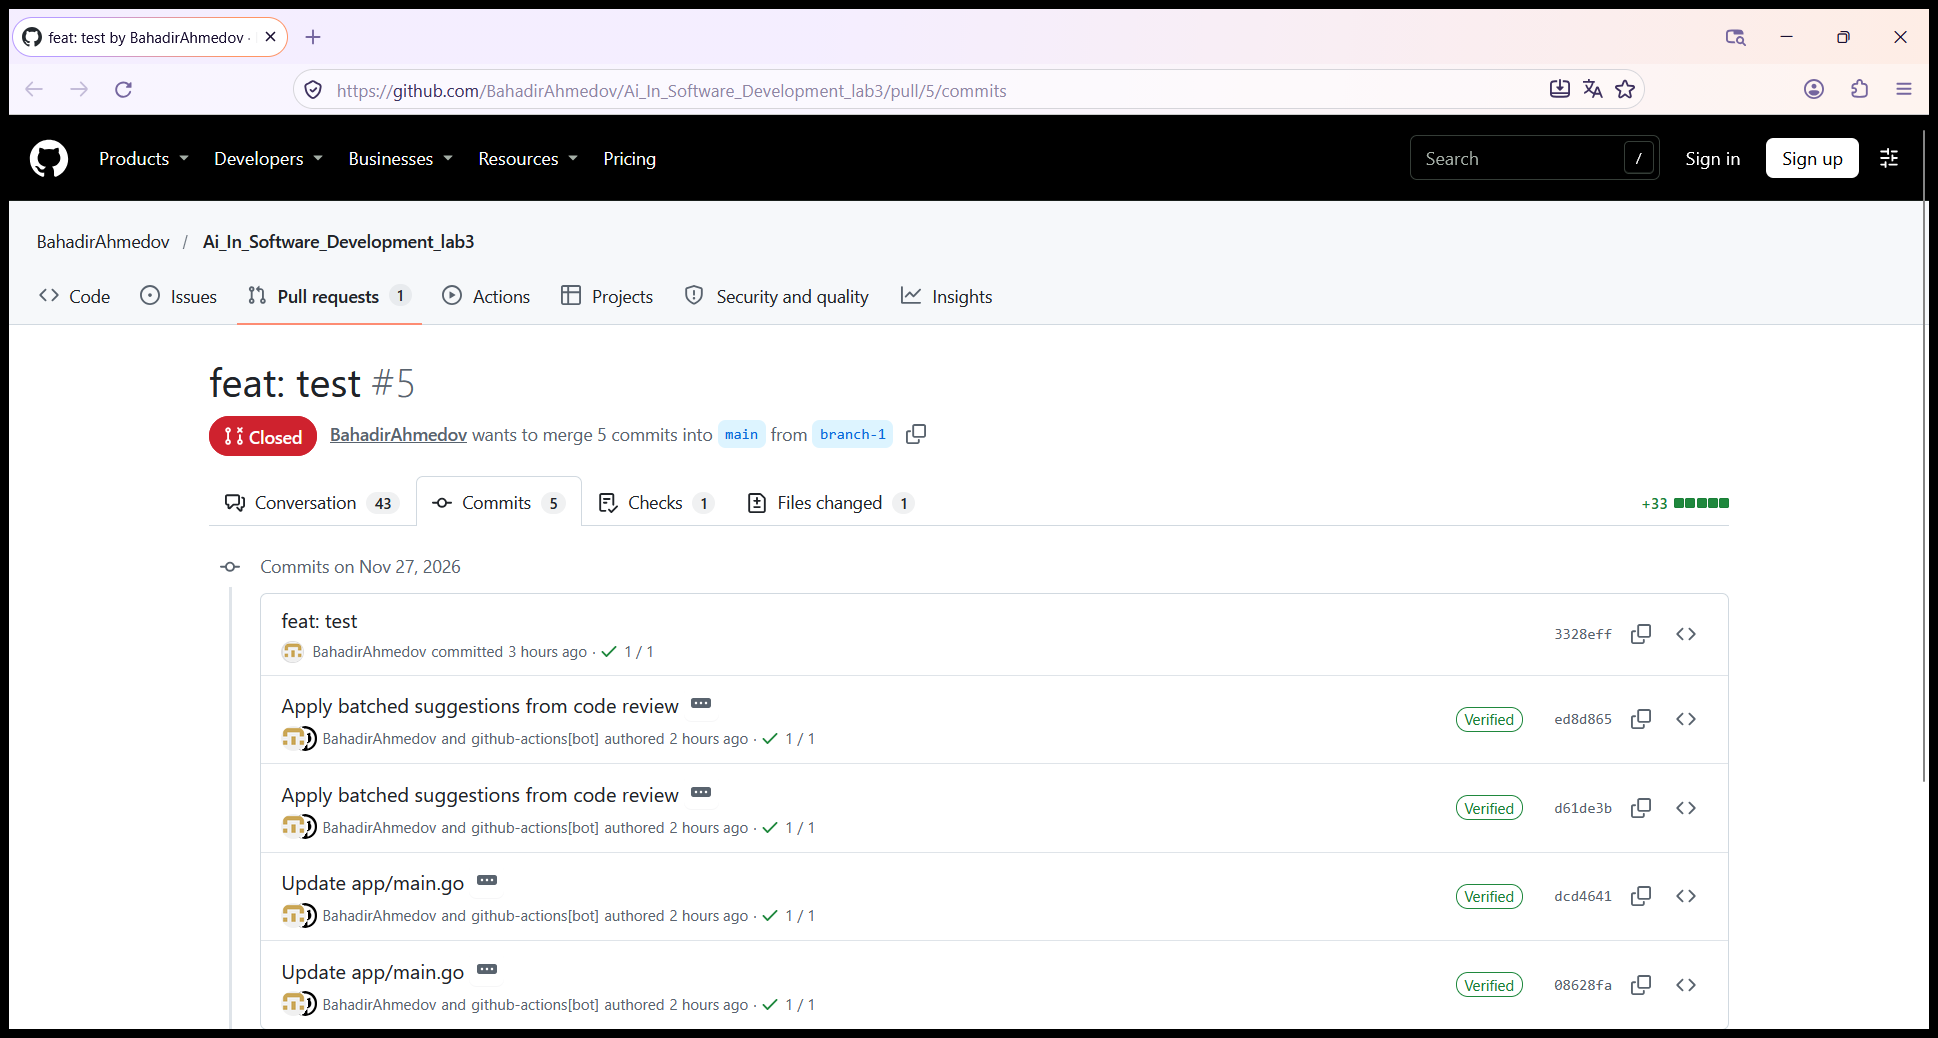 feat: test by BahadirAhmedov ·
https://github.com/BahadirAhmedov/Ai_In_Software_Development_lab3/pull/5/commits
Products Developers Businesses Resources Pricing Search / Sign in Sign up
BahadirAhmedov / Ai_In_Software_Development_lab3
Code Issues Pull requests 1 Actions Projects Security and quality Insights
feat: test #5
Closed BahadirAhmedov wants to merge 5 commits into main from branch-1
Conversation 43 Commits 5 Checks 1 Files changed 1 +33
Commits on Nov 27, 2026
feat: test
BahadirAhmedov committed 3 hours ago · 1 / 1
3328eff
Apply batched suggestions from code review
BahadirAhmedov and github-actions[bot] authored 2 hours ago · 1 / 1
Verified ed8d865
Apply batched suggestions from code review
BahadirAhmedov and github-actions[bot] authored 2 hours ago · 1 / 1
Verified d61de3b
Update app/main.go
BahadirAhmedov and github-actions[bot] authored 2 hours ago · 1 / 1
Verified dcd4641
Update app/main.go
BahadirAhmedov and github-actions[bot] authored 2 hours ago · 1 / 1
Verified 08628fa